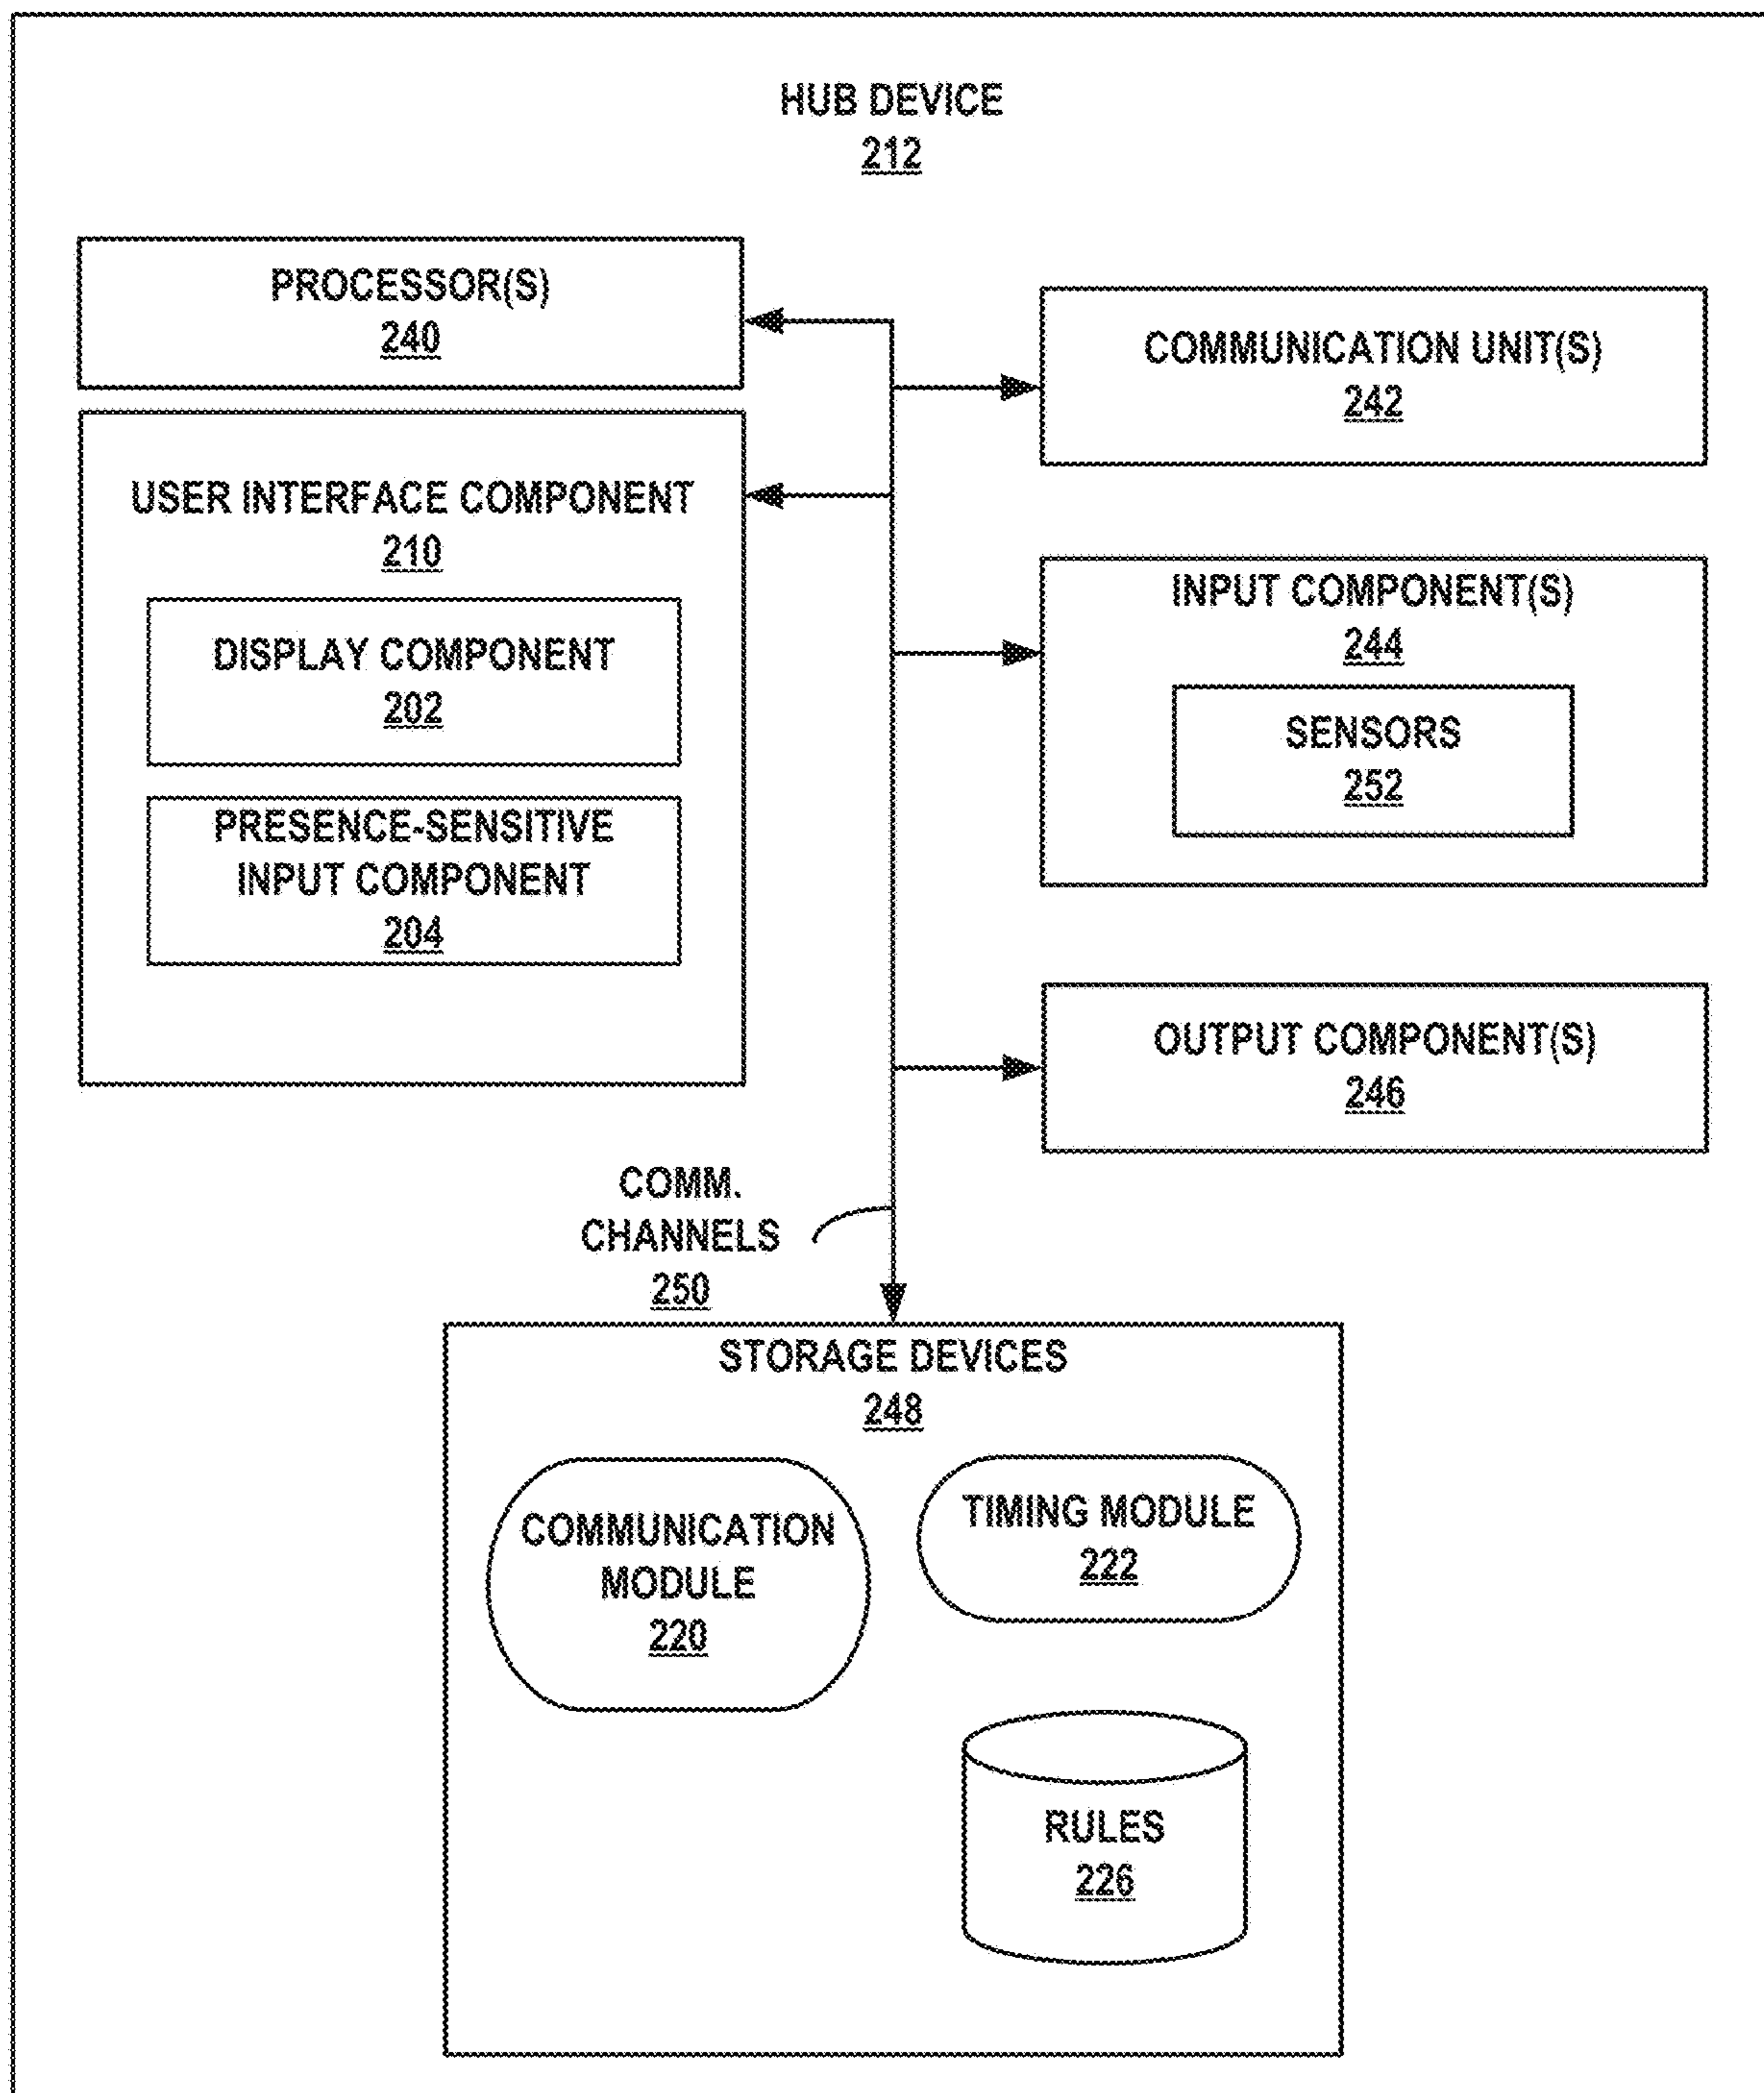 HUB DEVICE
212
PROCESSOR(S)
240
COMMUNICATION UNIT(S)
242
USER INTERFACE COMPONENT
210
DISPLAY COMPONENT
202
PRESENCE-SENSITIVE
INPUT COMPONENT
204
INPUT COMPONENT(S)
244
SENSORS
252
OUTPUT COMPONENT(S)
246
COMM.
CHANNELS
250
STORAGE DEVICES
248
COMMUNICATION
MODULE
220
TIMING MODULE
222
RULES
226